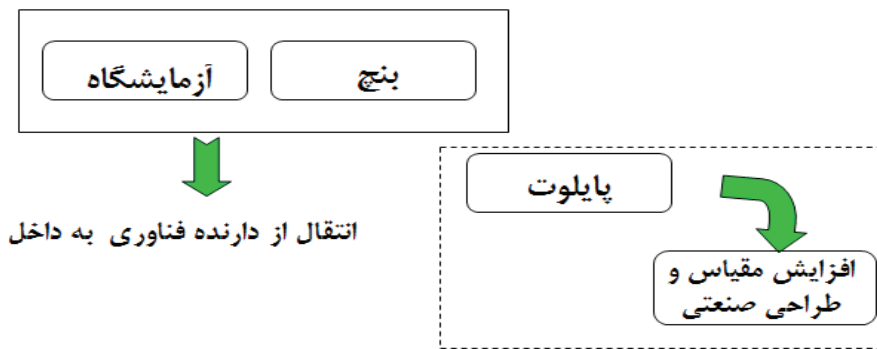 آزمایشگاه
بنچ
انتقال از دارنده فناوری به داخل
پایلوت
افزایش مقیاس و
طراحی صنعتی